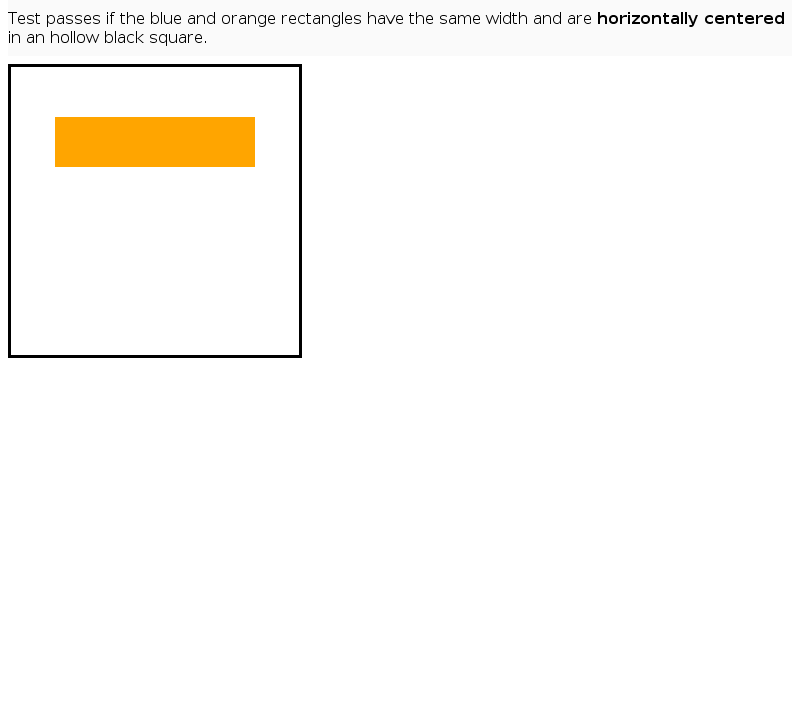 Test passes if the blue and orange rectangles have the same width and are horizontally centered
in an hollow black square.